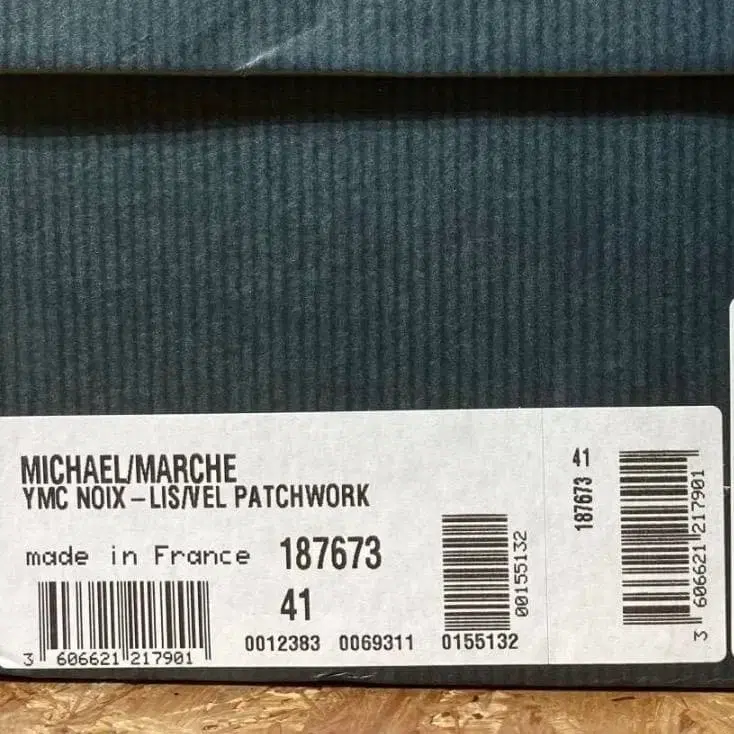 MICHAEL/MARCHE
YMC NOIX-LIS/VEL PATCHWORK
made in France 187673
41
3 606621 217901
0012383 0069311 0155132
00155132
41
187673
3 606621 217901